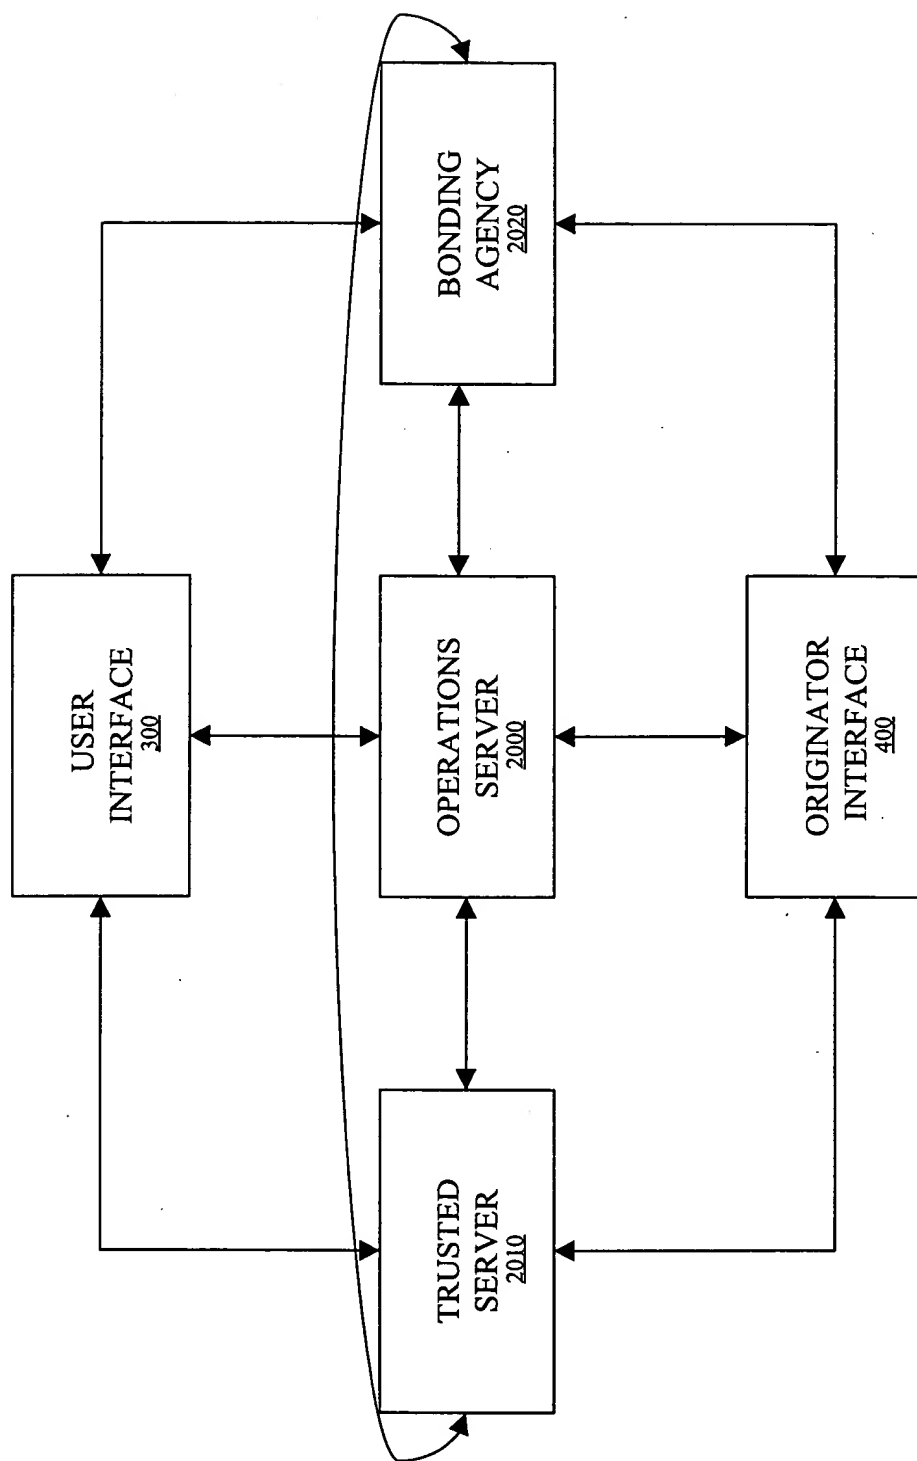 USER
INTERFACE
300
TRUSTED
SERVER
2010
OPERATIONS
SERVER
2000
BONDING
AGENCY
2020
ORIGINATOR
INTERFACE
400